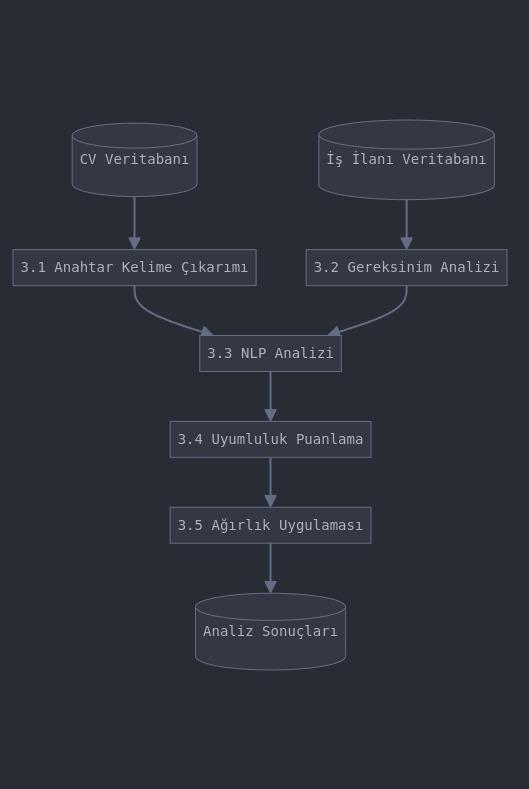 CV Veritabanı
İş İlanı Veritabanı
3.1 Anahtar Kelime Çıkarımı
3.2 Gereksinim Analizi
3.3 NLP Analizi
3.4 Uyumluluk Puanlama
3.5 Ağırlık Uygulaması
Analiz Sonuçları